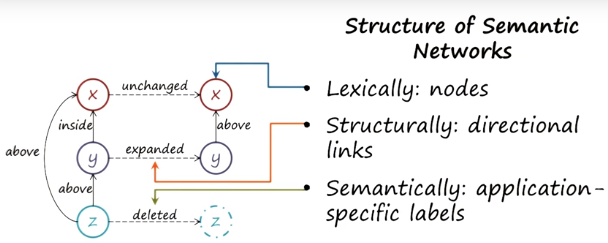 Structure of Semantic
Networks
x
unchanged
x
inside
above
above
y
expanded
y
above
z
deleted
z
• Lexically: nodes
• Structurally: directional
links
• Semantically: application-
specific labels